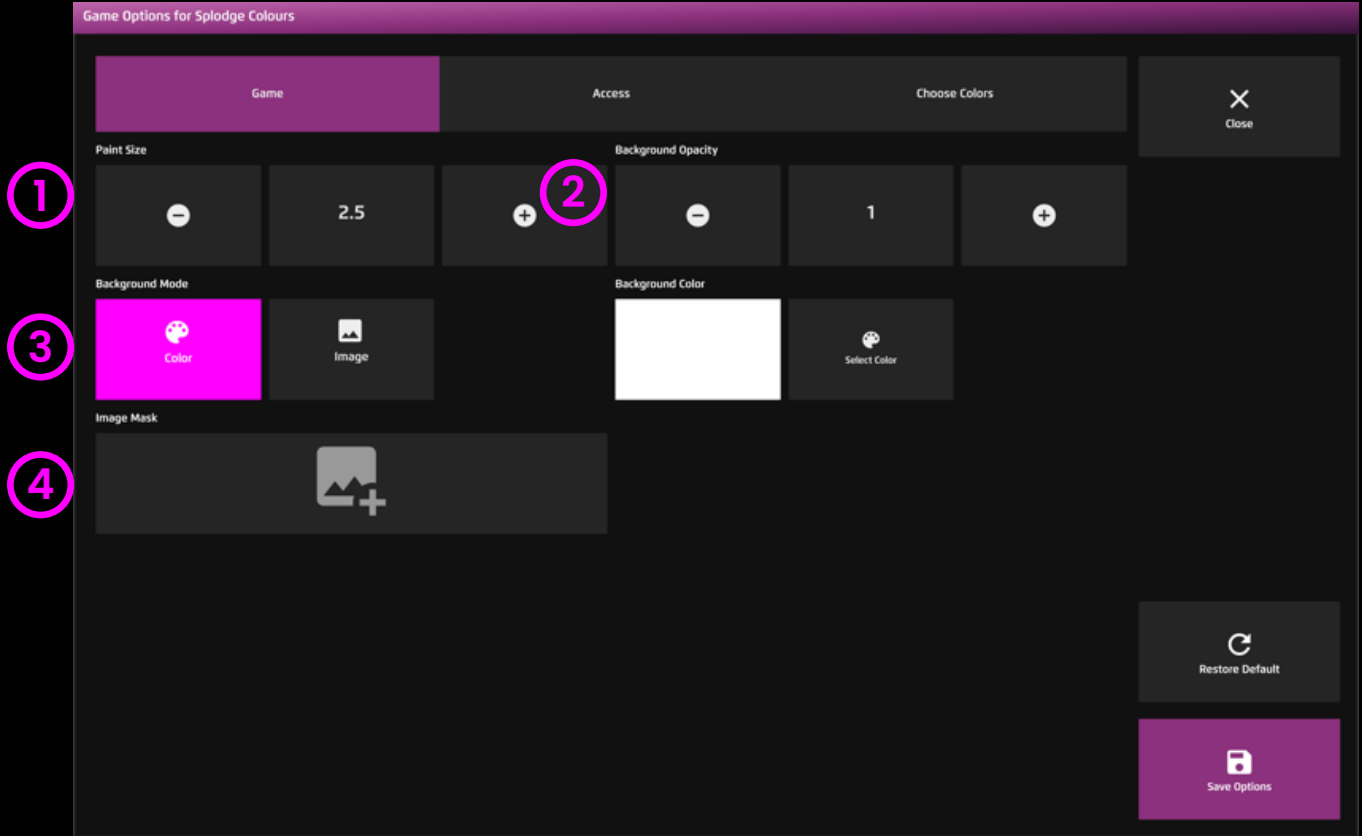 Game Options for Splodge Colours
Game
Access
Choose Colors
Close
Paint Size
Background Opacity
1
2.5
2
1
Background Mode
Background Color
3
Color
Image
Select Color
Image Mask
4
Restore Default
Save Options